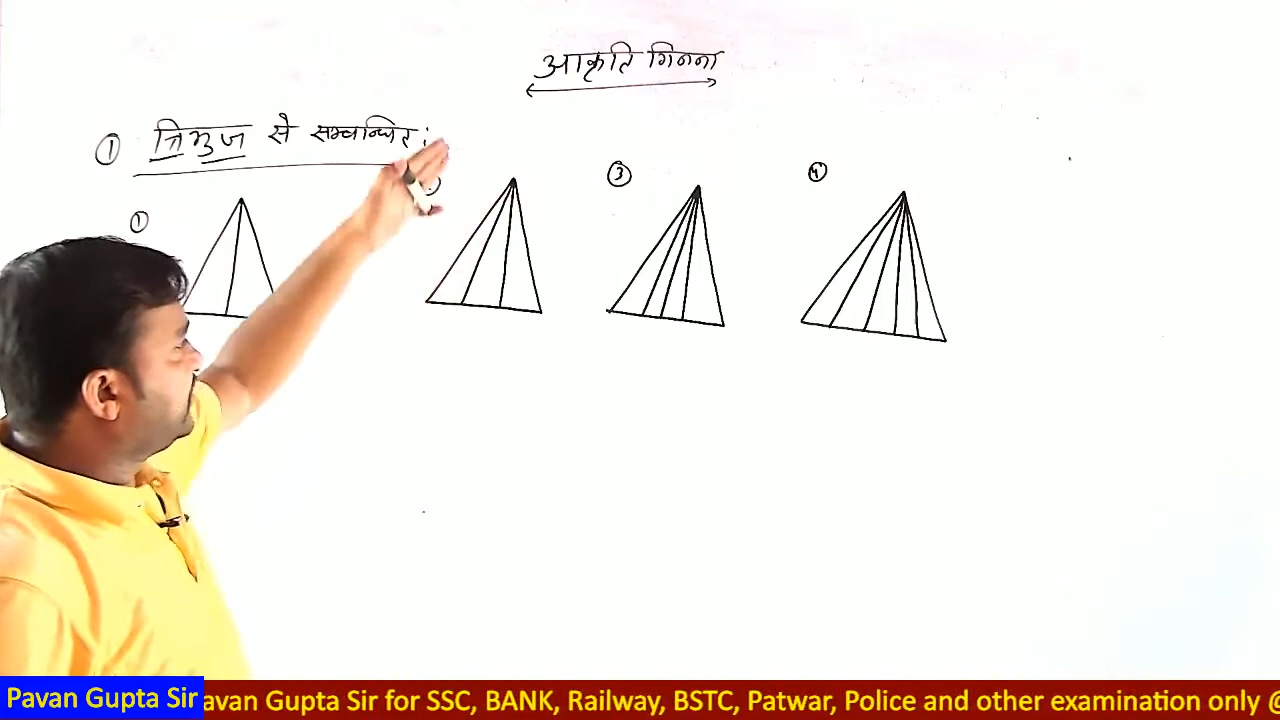 आकृति गिनना
① त्रिभुज से सम्बन्धित :
①
③
④
Pavan Gupta Sir
avan Gupta Sir for SSC, BANK, Railway, BSTC, Patwar, Police and other examination only @